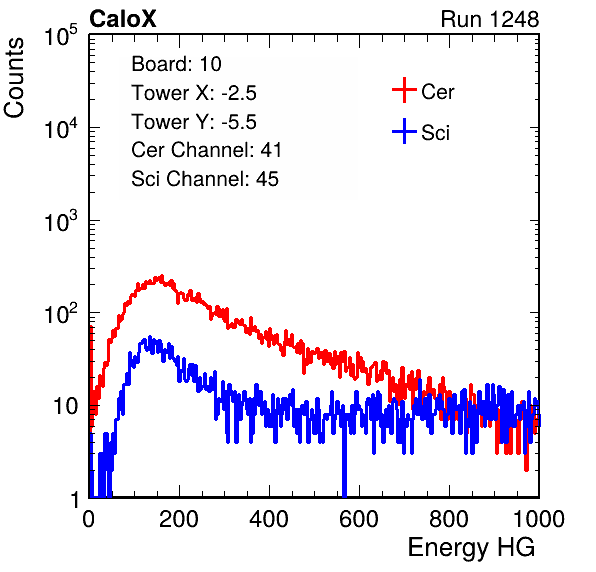 CaloX Run 1248
Counts
10^5
10^4
10^3
10^2
10
1
Board: 10
Tower X: -2.5
Tower Y: -5.5
Cer Channel: 41
Sci Channel: 45
Cer
Sci
0 200 400 600 800 1000
Energy HG